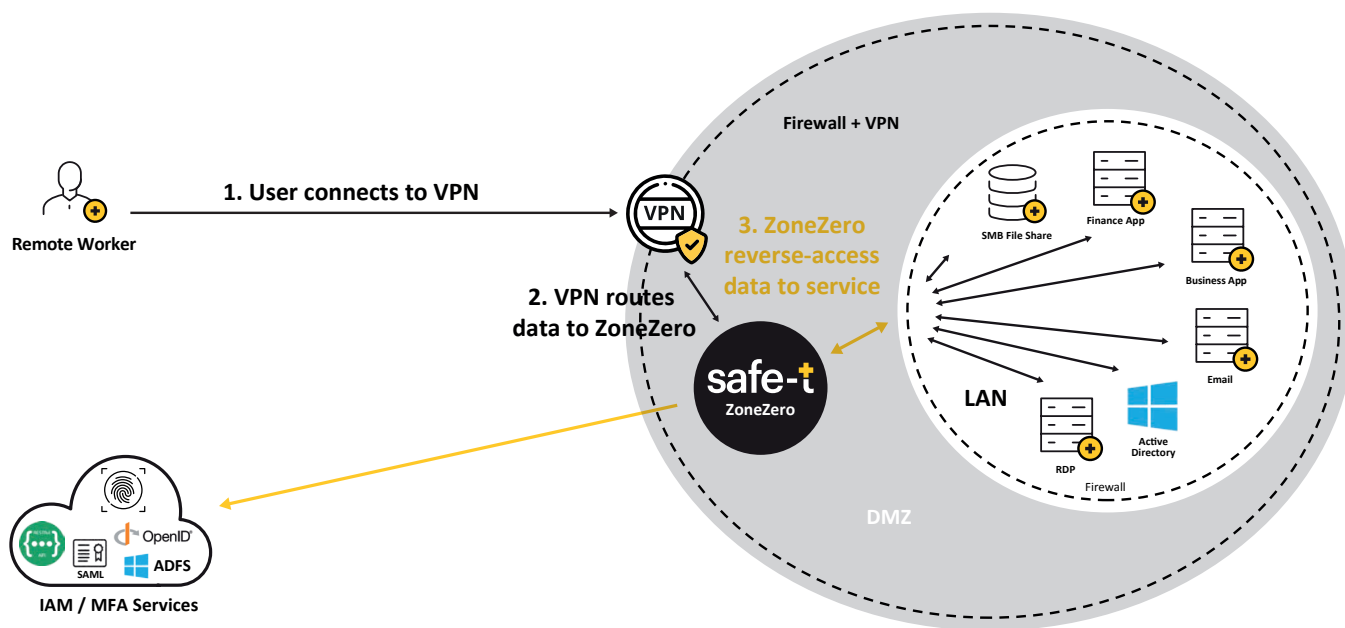 Firewall + VPN
1. User connects to VPN
Remote Worker
VPN
3. ZoneZero
reverse-access
data to service
2. VPN routes
data to ZoneZero
safe-t
ZoneZero
SMB File Share
Finance App
Business App
Email
LAN
Active
Directory
RDP
Firewall
DMZ
{•••}
OpenID®
SAML
ADFS
IAM / MFA Services